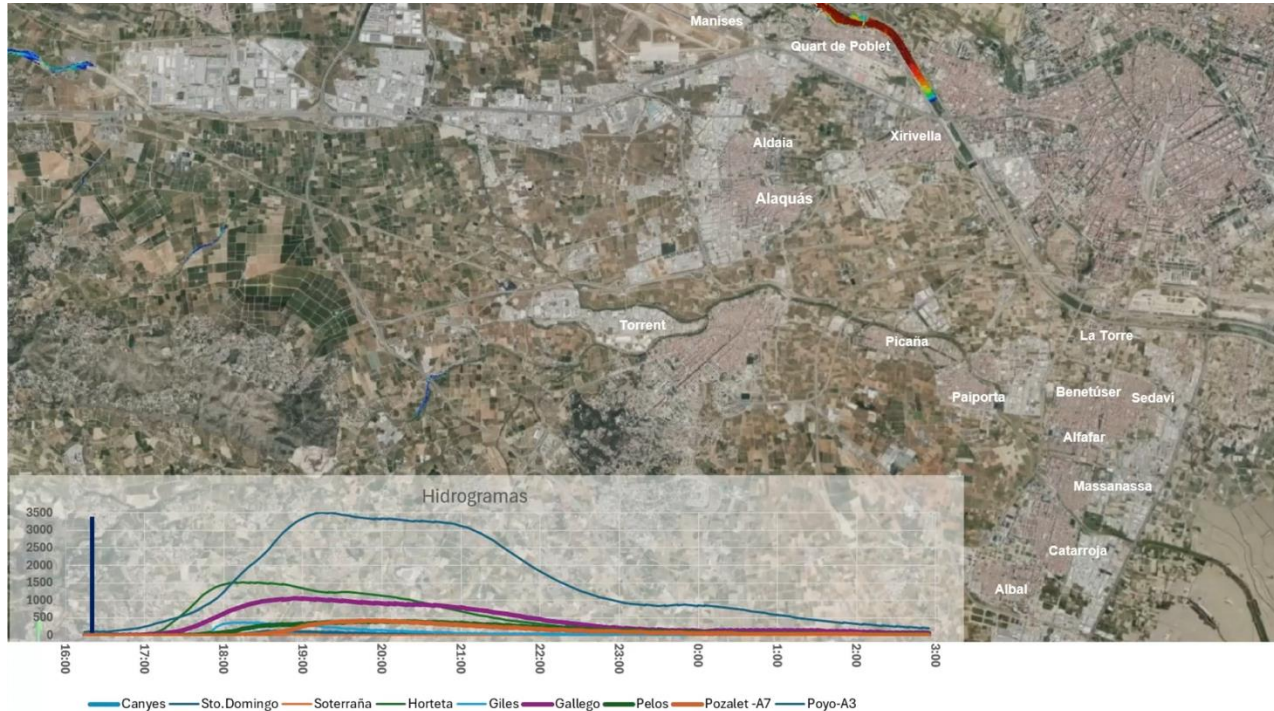 Manises
Quart de Poblet
Xirivella
Aldaia
Alaquás
Torrent
Picaña
La Torre
Paiporta
Benetúser
Sedavi
Alfafar
Massanassa
Catarroja
Albal
Hidrogramas
3500
3000
2500
2000
1500
1000
500
0
16:00 17:00 18:00 19:00 20:00 21:00 22:00 23:00 0:00 1:00 2:00 3:00
Canyes Sto.Domingo Soterraña Horteta Giles Gallego Pelos Pozalet -A7 Poyo-A3